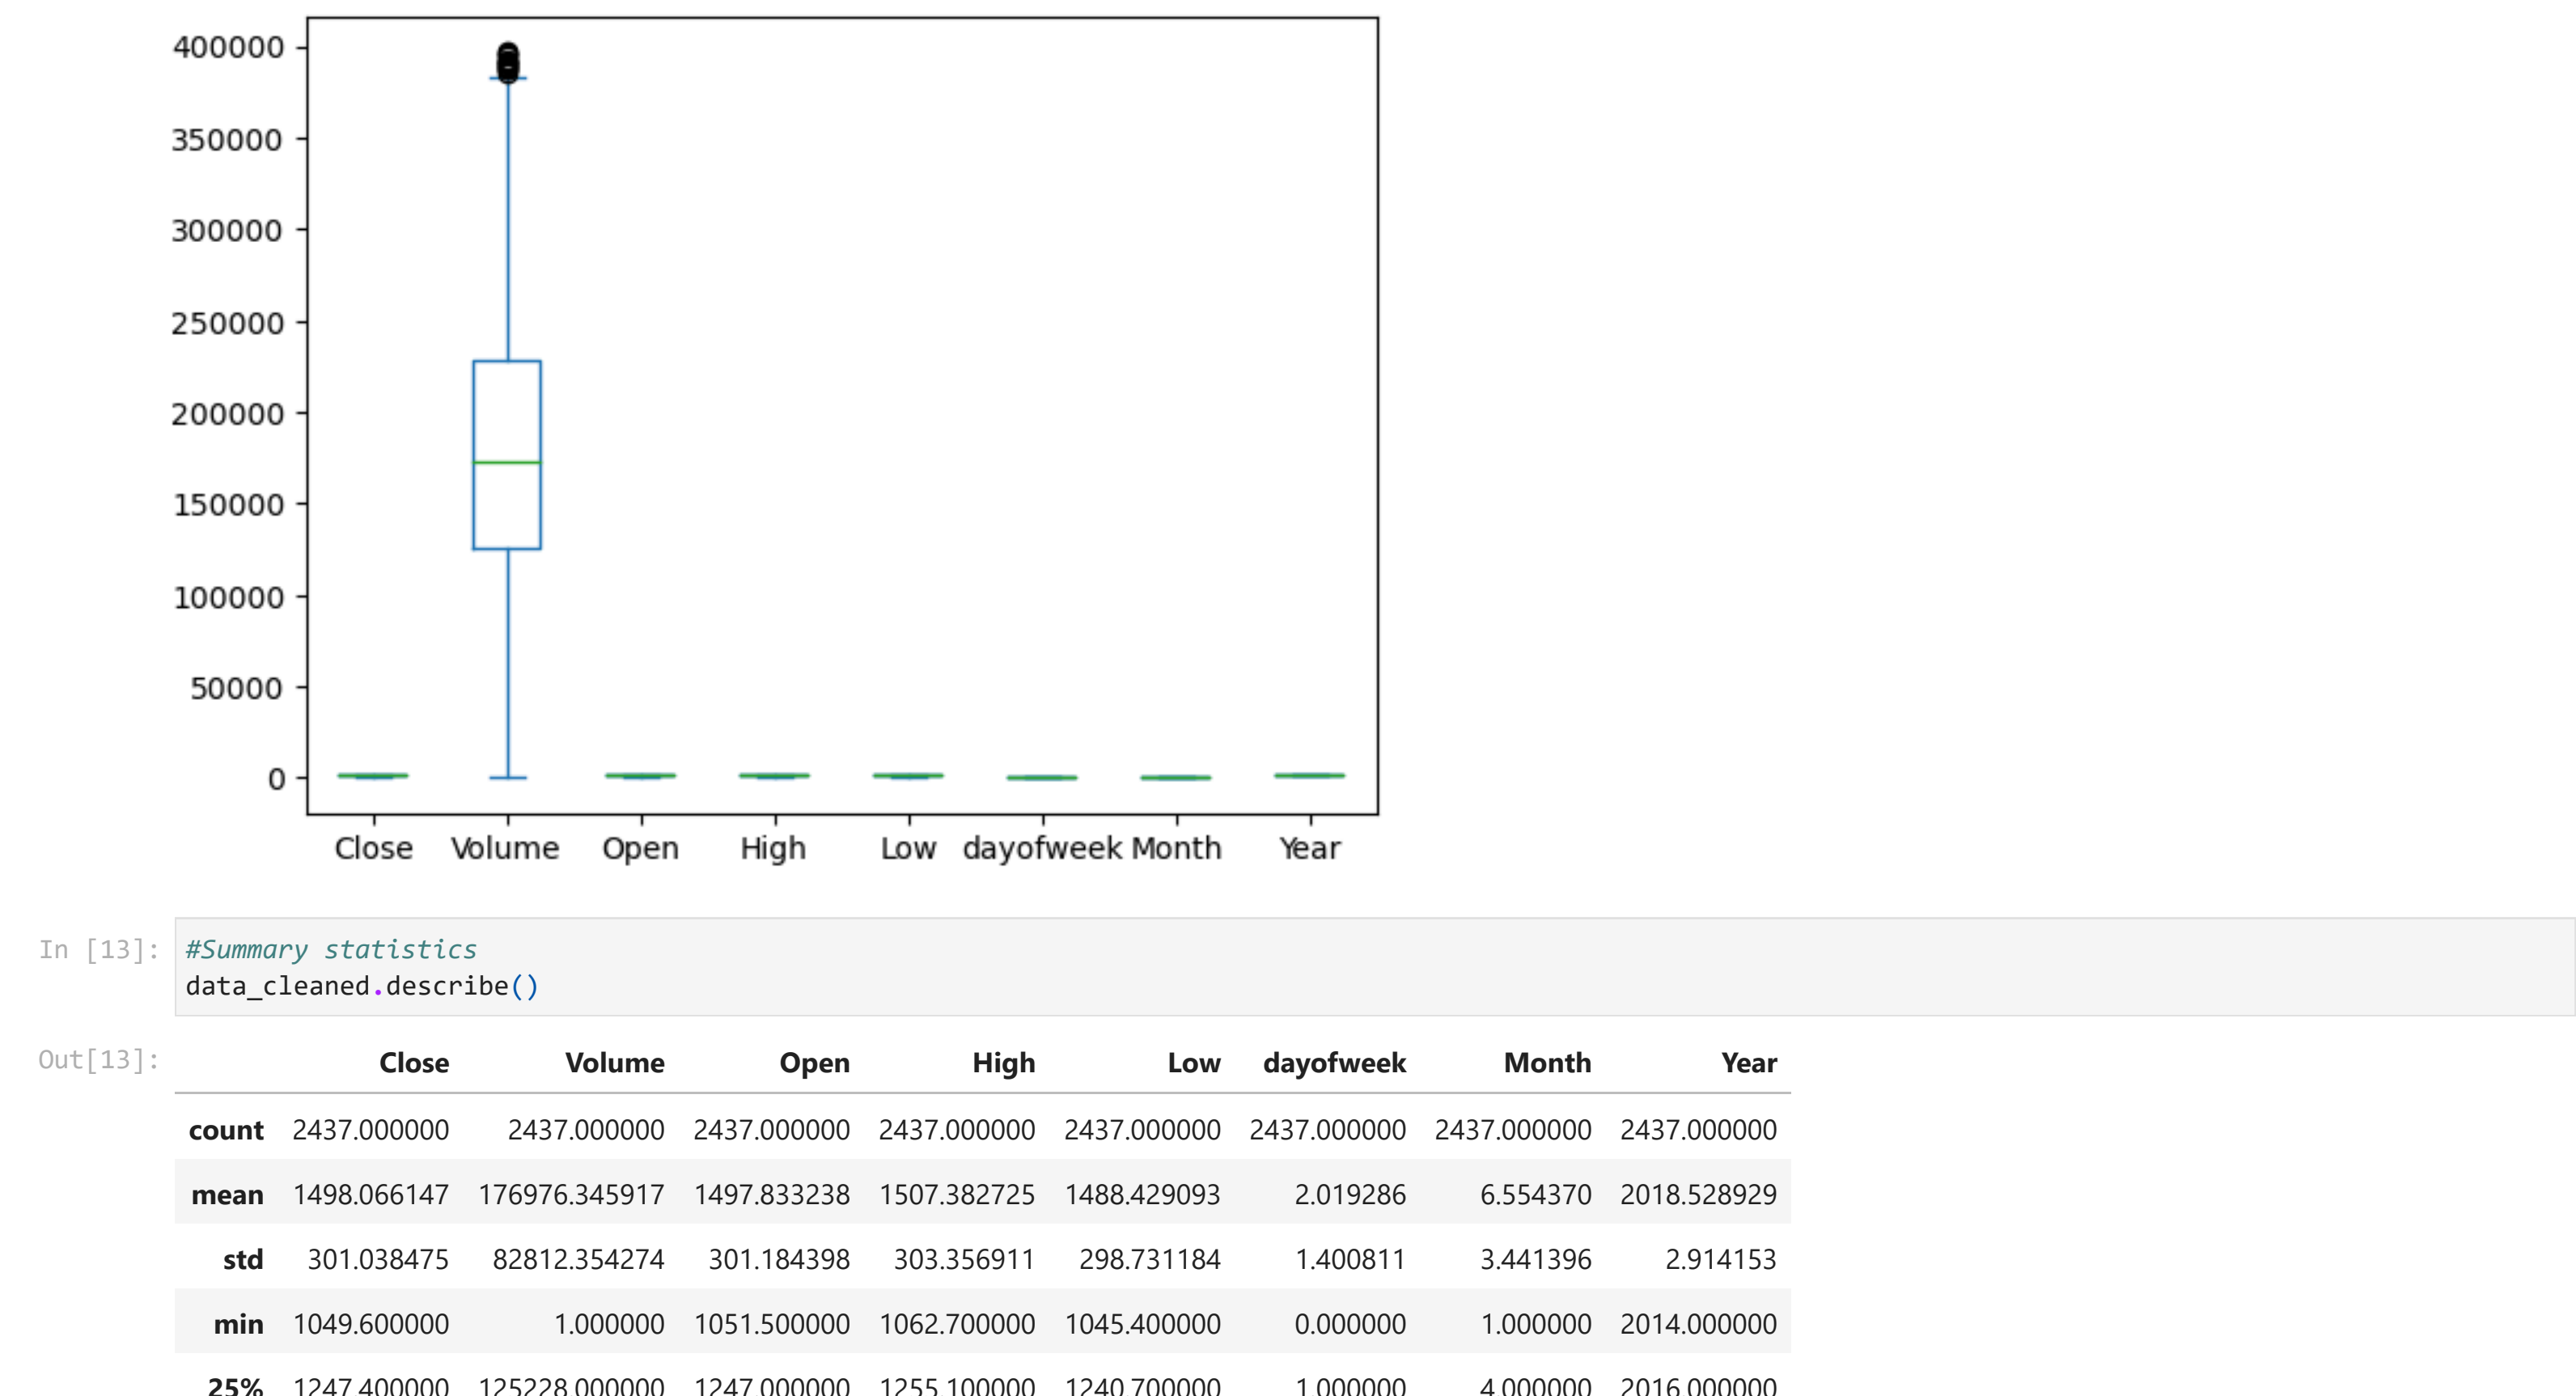 400000
350000
300000
250000
200000
150000
100000
50000
0
Close Volume Open High Low dayofweek Month Year
In [13]: #Summary statistics
data_cleaned.describe()
Out[13]:
Close Volume Open High Low dayofweek Month Year
count 2437.000000 2437.000000 2437.000000 2437.000000 2437.000000 2437.000000 2437.000000 2437.000000
mean 1498.066147 176976.345917 1497.833238 1507.382725 1488.429093 2.019286 6.554370 2018.528929
std 301.038475 82812.354274 301.184398 303.356911 298.731184 1.400811 3.441396 2.914153
min 1049.600000 1.000000 1051.500000 1062.700000 1045.400000 0.000000 1.000000 2014.000000
25% 1247.400000 125228.000000 1247.000000 1255.100000 1240.700000 1.000000 4.000000 2016.000000